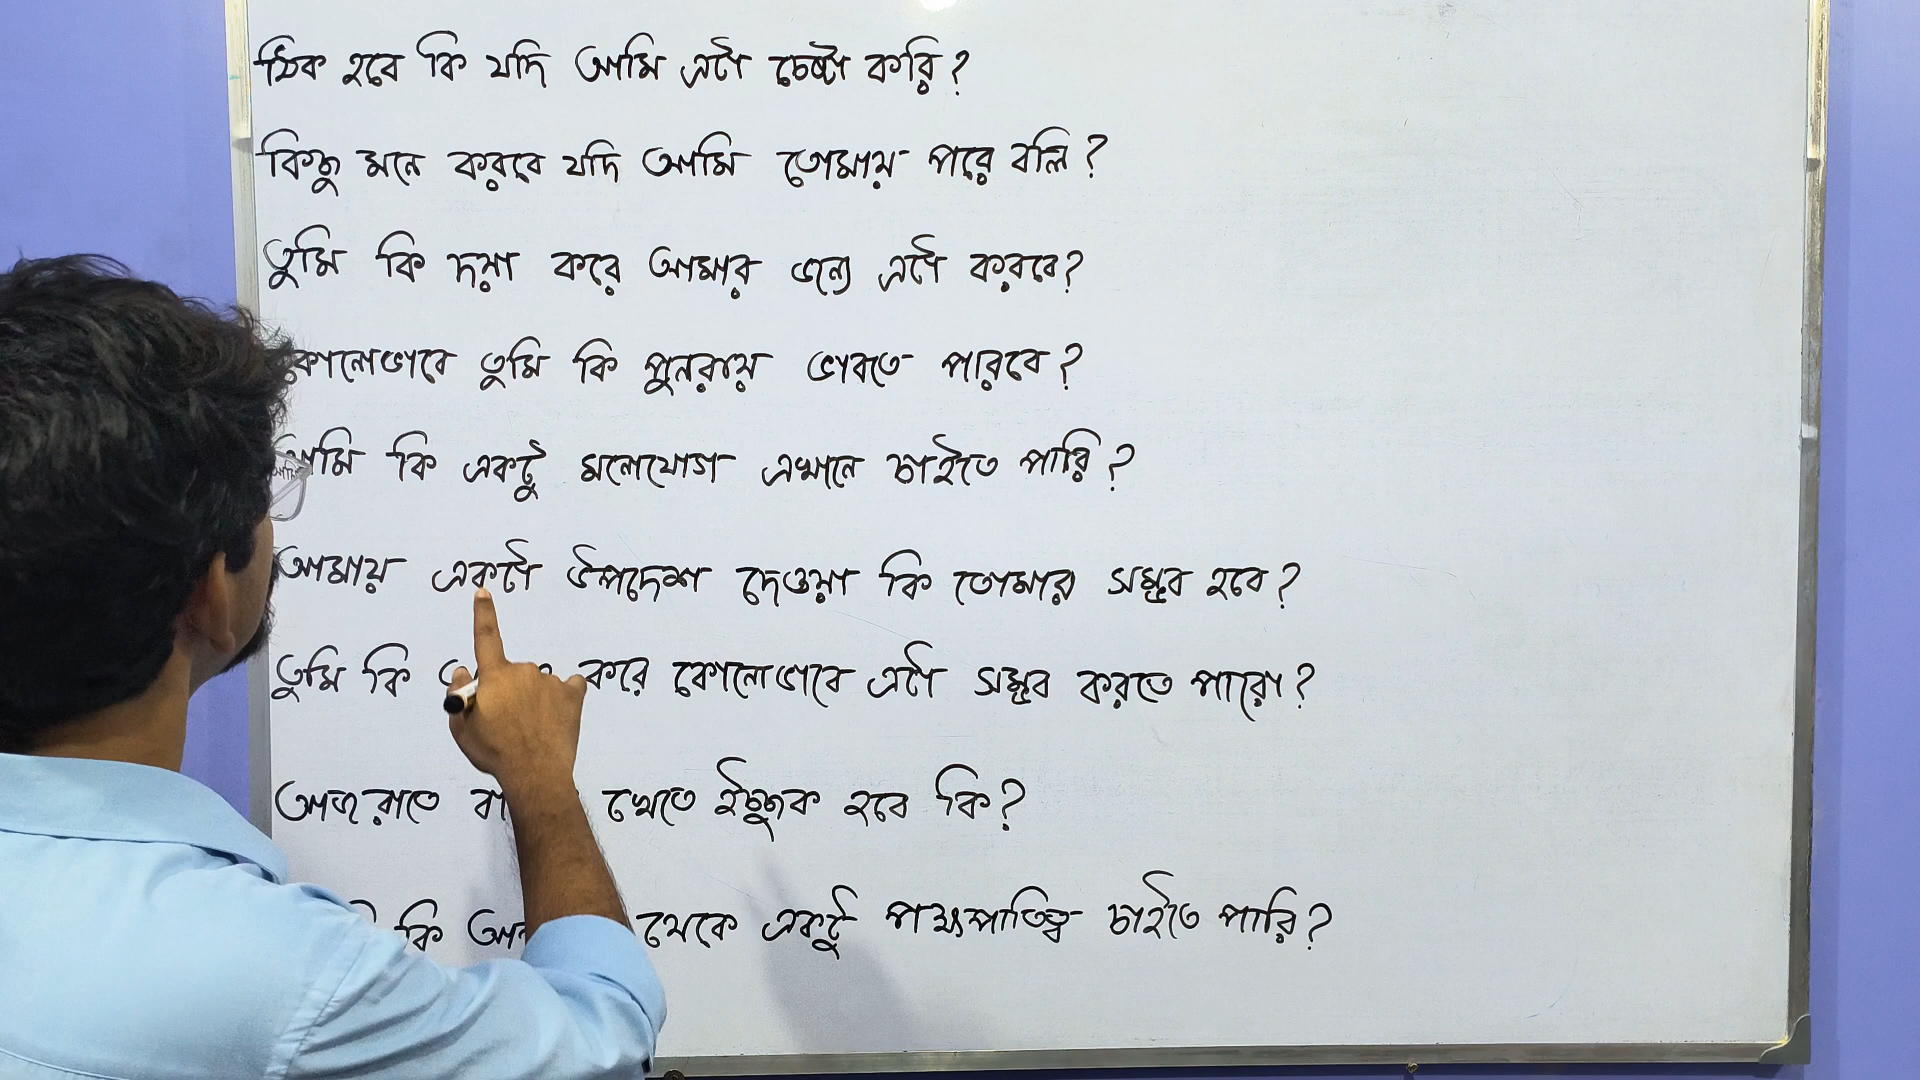 ঠিক হবে কি যদি আমি এটা চেষ্টা করি?
কিছু মনে করবে যদি আমি তোমায় পরে বলি?
তুমি কি দয়া করে আমার জন্যে এটা করবে?
কোনোভাবে তুমি কি পুনরায় ভাবতে পারবে?
আমি কি একটু মনোযোগ এখানে চাইতে পারি?
আমায় একটা উপদেশ দেওয়া কি তোমার সম্ভব হবে?
তুমি কি করে কোনোভাবে এটা সম্ভব করতে পারো?
আজ রাতে খেতে ইচ্ছুক হবে কি?
কি থেকে একটু পক্ষপাতিত্ব চাইতে পারি?